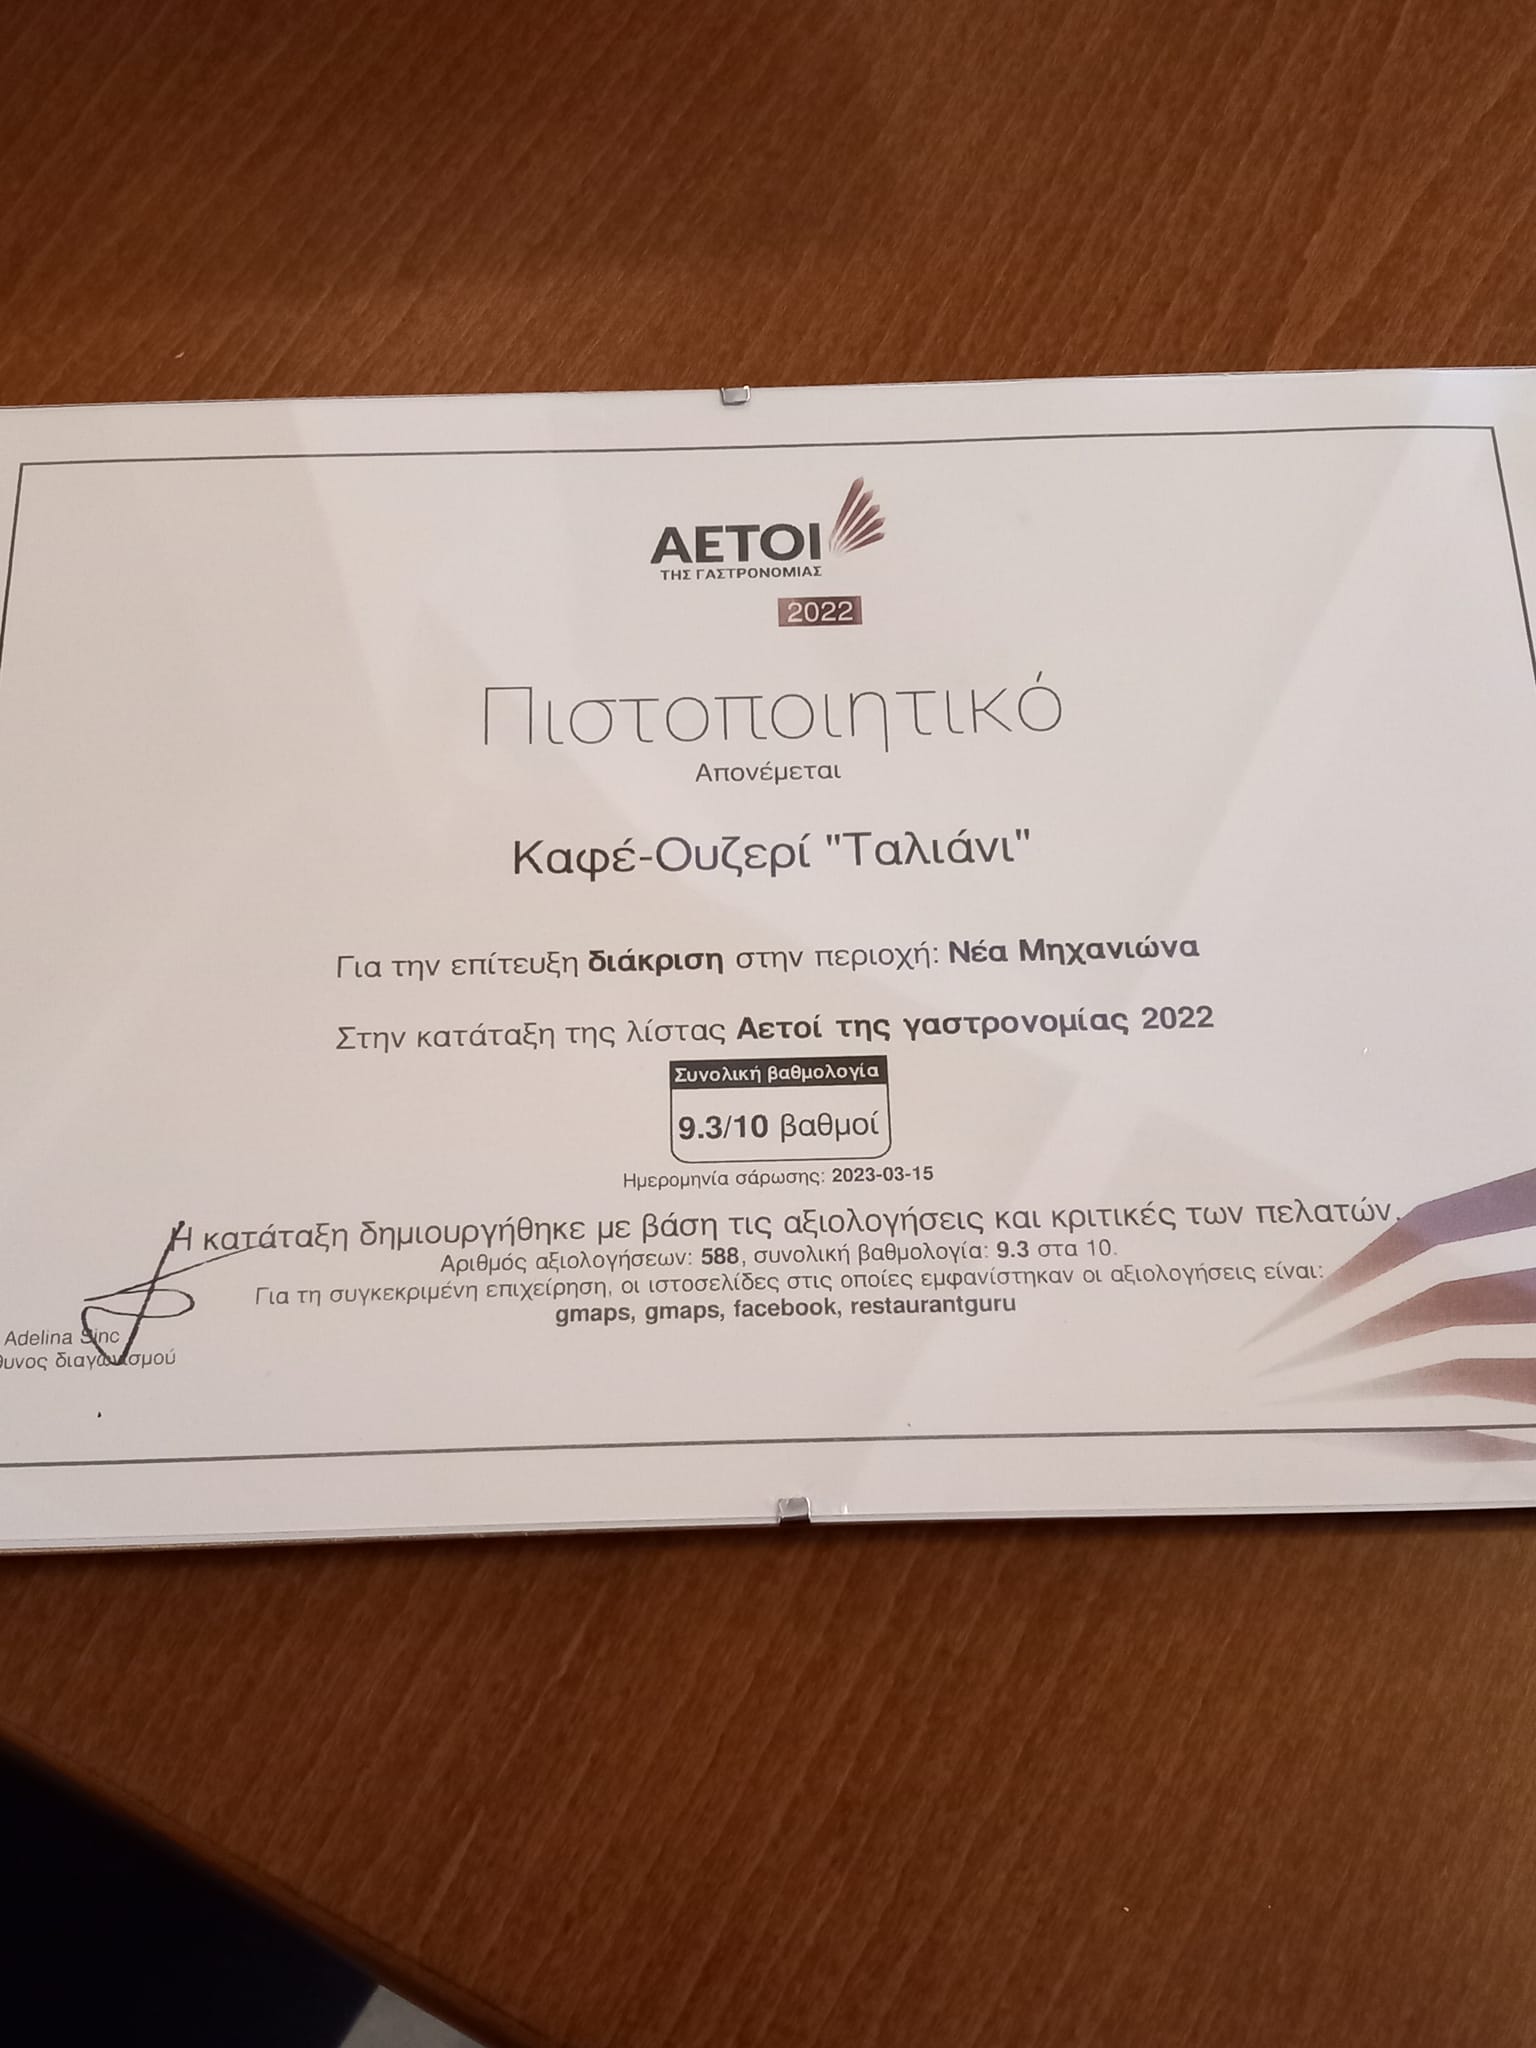 ΑΕΤΟΙ
ΤΗΣ ΓΑΣΤΡΟΝΟΜΙΑΣ
2022
Πιστοποιητικό
Απονέμεται
Καφέ-Ουζερί "Ταλιάνι"
Για την επίτευξη διάκριση στην περιοχή: Νέα Μηχανιώνα
Στην κατάταξη της λίστας Αετοί της γαστρονομίας 2022
Συνολική βαθμολογία
9.3/10 βαθμοί
Ημερομηνία σάρωσης: 2023-03-15
Η κατάταξη δημιουργήθηκε με βάση τις αξιολογήσεις και κριτικές των πελατών.
Αριθμός αξιολογήσεων: 588, συνολική βαθμολογία: 9.3 στα 10.
Για τη συγκεκριμένη επιχείρηση, οι ιστοσελίδες στις οποίες εμφανίστηκαν οι αξιολογήσεις είναι:
gmaps, gmaps, facebook, restaurantguru
Adelina Sinc
θυνος διαγωνισμού